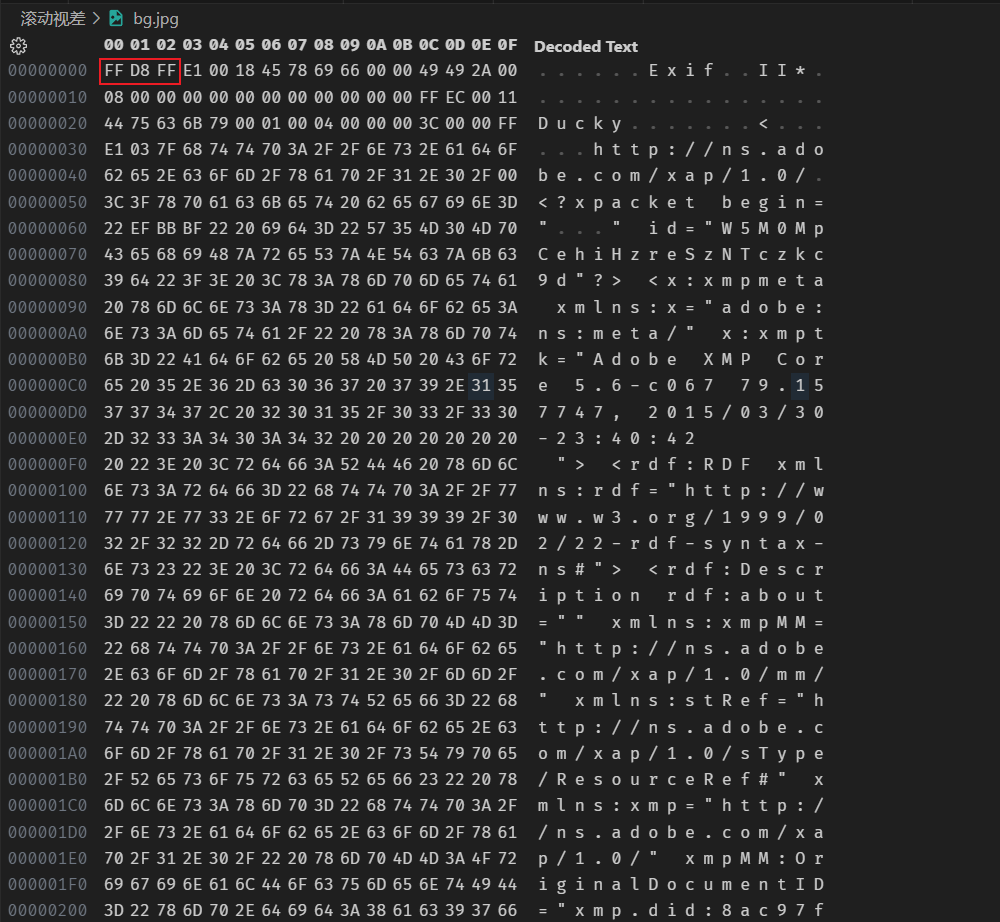 滚动视差 > bg.jpg
00 01 02 03 04 05 06 07 08 09 0A 0B 0C 0D 0E 0F Decoded Text
00000000 FF D8 FF E1 00 18 45 78 69 66 00 00 49 49 2A 00 . . . . . . E x i f . . I I * .
00000010 08 00 00 00 00 00 00 00 00 00 00 00 FF EC 00 11 . . . . . . . . . . . . . . . .
00000020 44 75 63 6B 79 00 01 00 04 00 00 00 3C 00 00 FF D u c k y . . . . . . . < . . .
00000030 E1 03 7F 68 74 74 70 3A 2F 2F 6E 73 2E 61 64 6F . . . h t t p : / / n s . a d o
00000040 62 65 2E 63 6F 6D 2F 78 61 70 2F 31 2E 30 2F 00 b e . c o m / x a p / 1 . 0 / .
00000050 3C 3F 78 70 61 63 6B 65 74 20 62 65 67 69 6E 3D < ? x p a c k e t   b e g i n =
00000060 22 EF BB BF 22 20 69 64 3D 22 57 35 4D 30 4D 70 " . . . "   i d = " W 5 M 0 M p
00000070 43 65 68 69 48 7A 72 65 53 7A 4E 54 63 7A 6B 63 C e h i H z r e S z N T c z k c
00000080 39 64 22 3F 3E 20 3C 78 3A 78 6D 70 6D 65 74 61 9 d " ? >   < x : x m p m e t a
00000090 20 78 6D 6C 6E 73 3A 78 3D 22 61 64 6F 62 65 3A   x m l n s : x = " a d o b e :
000000A0 6E 73 3A 6D 65 74 61 2F 22 20 78 3A 78 6D 70 74 n s : m e t a / "   x : x m p t
000000B0 6B 3D 22 41 64 6F 62 65 20 58 4D 50 20 43 6F 72 k = " A d o b e   X M P   C o r
000000C0 65 20 35 2E 36 2D 63 30 36 37 20 37 39 2E 31 35 e   5 . 6 - c 0 6 7   7 9 . 1 5
000000D0 37 37 34 37 2C 20 32 30 31 35 2F 30 33 2F 33 30 7 7 4 7 ,   2 0 1 5 / 0 3 / 3 0
000000E0 2D 32 33 3A 34 30 3A 34 32 20 20 20 20 20 20 20 - 2 3 : 4 0 : 4 2
000000F0 20 22 3E 20 3C 72 64 66 3A 52 44 46 20 78 6D 6C   " >   < r d f : R D F   x m l
00000100 6E 73 3A 72 64 66 3D 22 68 74 74 70 3A 2F 2F 77 n s : r d f = " h t t p : / / w
00000110 77 77 2E 77 33 2E 6F 72 67 2F 31 39 39 39 2F 30 w w . w 3 . o r g / 1 9 9 9 / 0
00000120 32 2F 32 32 2D 72 64 66 2D 73 79 6E 74 61 78 2D 2 / 2 2 - r d f - s y n t a x -
00000130 6E 73 23 22 3E 20 3C 72 64 66 3A 44 65 73 63 72 n s # " >   < r d f : D e s c r
00000140 69 70 74 69 6F 6E 20 72 64 66 3A 61 62 6F 75 74 i p t i o n   r d f : a b o u t
00000150 3D 22 22 20 78 6D 6C 6E 73 3A 78 6D 70 4D 4D 3D = " "   x m l n s : x m p M M =
00000160 22 68 74 74 70 3A 2F 2F 6E 73 2E 61 64 6F 62 65 " h t t p : / / n s . a d o b e
00000170 2E 63 6F 6D 2F 78 61 70 2F 31 2E 30 2F 6D 6D 2F . c o m / x a p / 1 . 0 / m m /
00000180 22 20 78 6D 6C 6E 73 3A 73 74 52 65 66 3D 22 68 "   x m l n s : s t R e f = " h
00000190 74 74 70 3A 2F 2F 6E 73 2E 61 64 6F 62 65 2E 63 t t p : / / n s . a d o b e . c
000001A0 6F 6D 2F 78 61 70 2F 31 2E 30 2F 73 54 79 70 65 o m / x a p / 1 . 0 / s T y p e
000001B0 2F 52 65 73 6F 75 72 63 65 52 65 66 23 22 20 78 / R e s o u r c e R e f # "   x
000001C0 6D 6C 6E 73 3A 78 6D 70 3D 22 68 74 74 70 3A 2F m l n s : x m p = " h t t p : /
000001D0 2F 6E 73 2E 61 64 6F 62 65 2E 63 6F 6D 2F 78 61 / n s . a d o b e . c o m / x a
000001E0 70 2F 31 2E 30 2F 22 20 78 6D 70 4D 4D 3A 4F 72 p / 1 . 0 / "   x m p M M : O r
000001F0 69 67 69 6E 61 6C 44 6F 63 75 6D 65 6E 74 49 44 i g i n a l D o c u m e n t I D
00000200 3D 22 78 6D 70 2E 64 69 64 3A 38 61 63 39 37 66 = " x m p . d i d : 8 a c 9 7 f